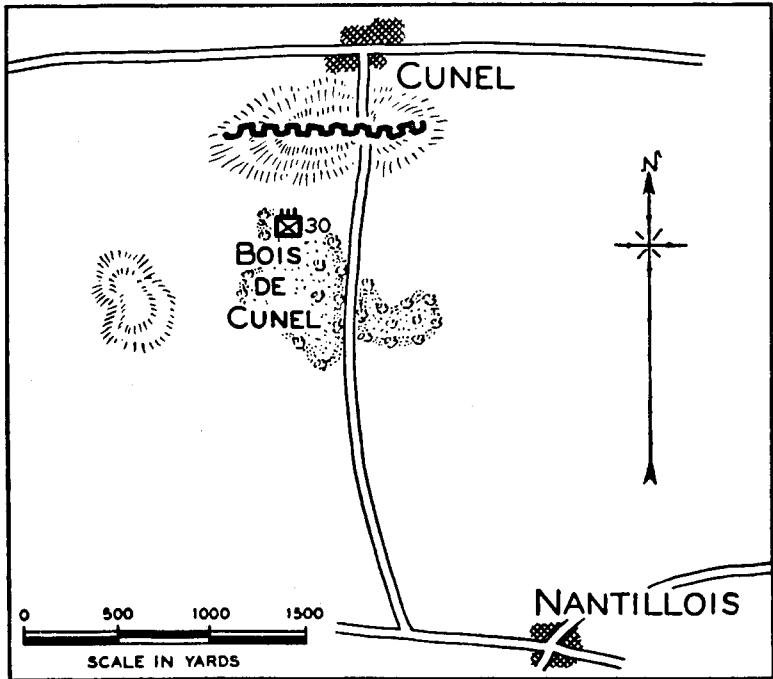 CUNEL
N
30
BOIS
DE
CUNEL
NANTILLOIS
0 500 1000 1500
SCALE IN YARDS